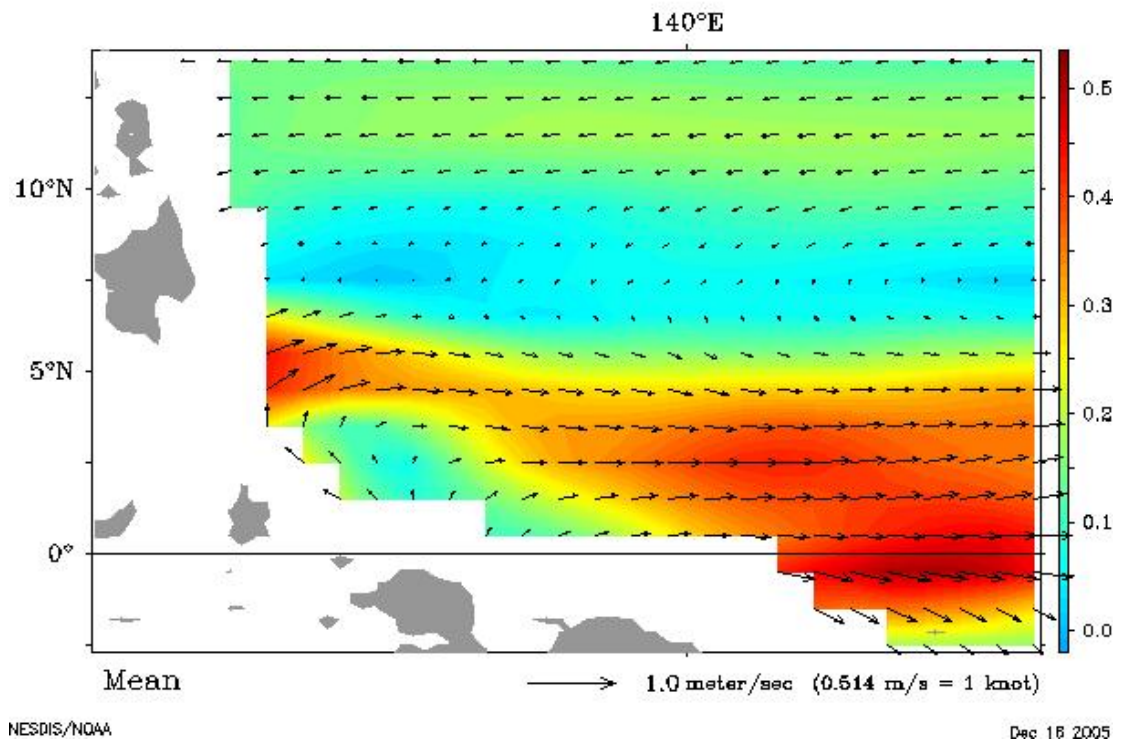 140°E
0.5
10°N
0.4
0.3
5°N
0.2
0.1
0°
0.0
Mean
1.0 meter/sec (0.514 m/s = 1 knot)
NESDIS/NOAA
Dec 16 2005